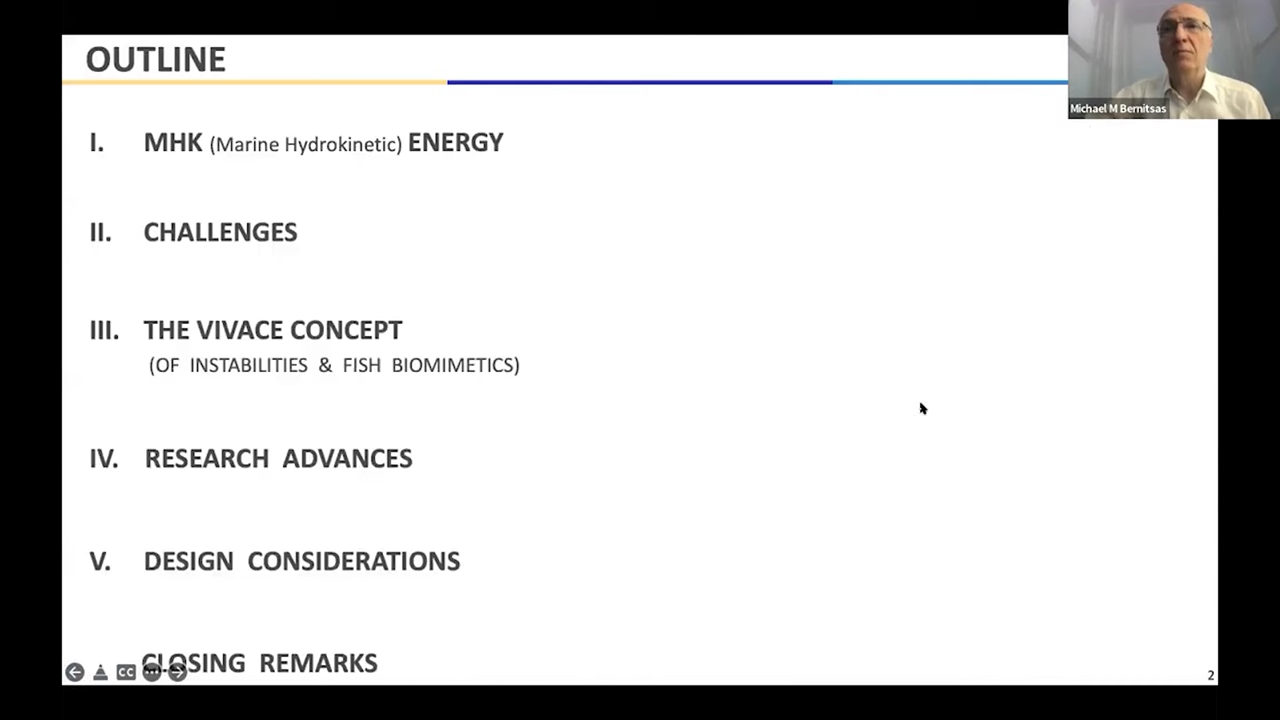 OUTLINE
Michael M Bernitsas
I. MHK (Marine Hydrokinetic) ENERGY
II. CHALLENGES
III. THE VIVACE CONCEPT
(OF INSTABILITIES & FISH BIOMIMETICS)
IV. RESEARCH ADVANCES
V. DESIGN CONSIDERATIONS
CLOSING REMARKS
CC
2